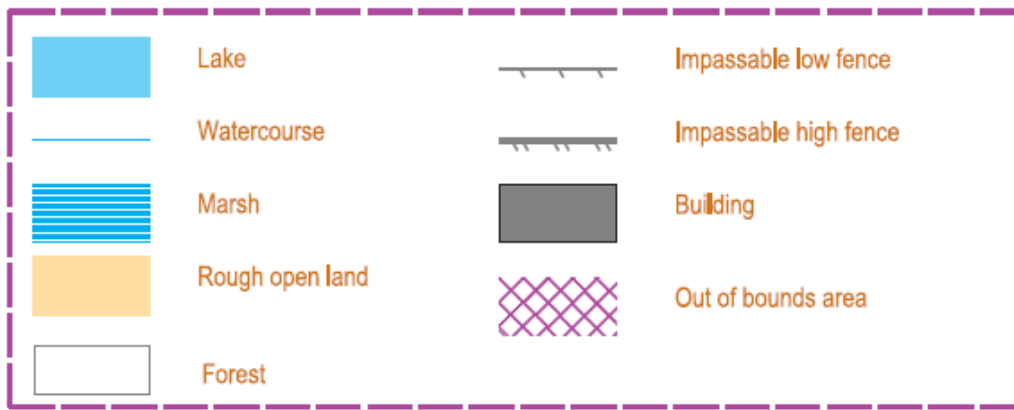 Lake
Watercourse
Marsh
Rough open land
Forest
Impassable low fence
Impassable high fence
Building
Out of bounds area